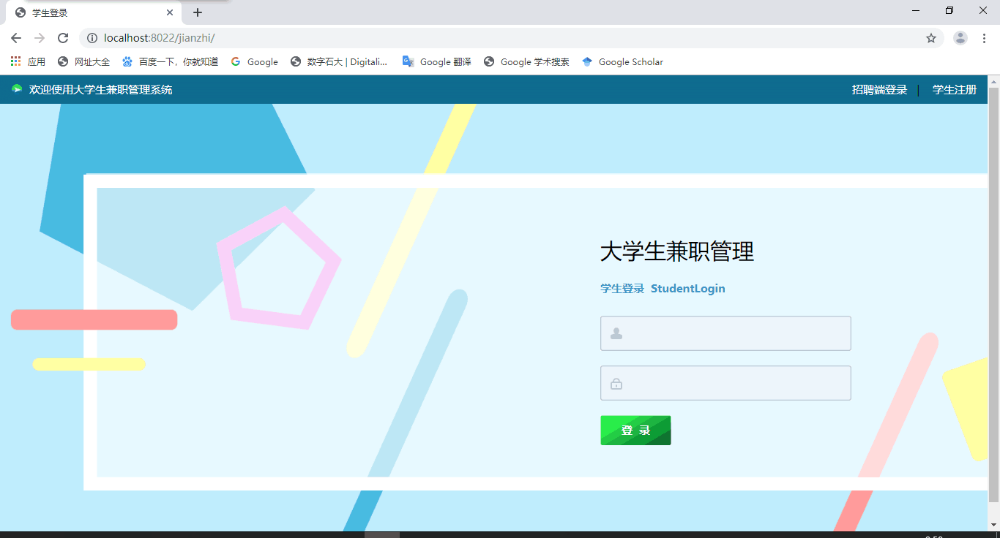 学生登录
localhost:8022/jianzhi/
应用 网址大全 百度一下，你就知道 Google 数字石大 | Digitali... Google 翻译 Google 学术搜索 Google Scholar
欢迎使用大学生兼职管理系统 招聘端登录 学生注册
大学生兼职管理
学生登录 StudentLogin
登 录